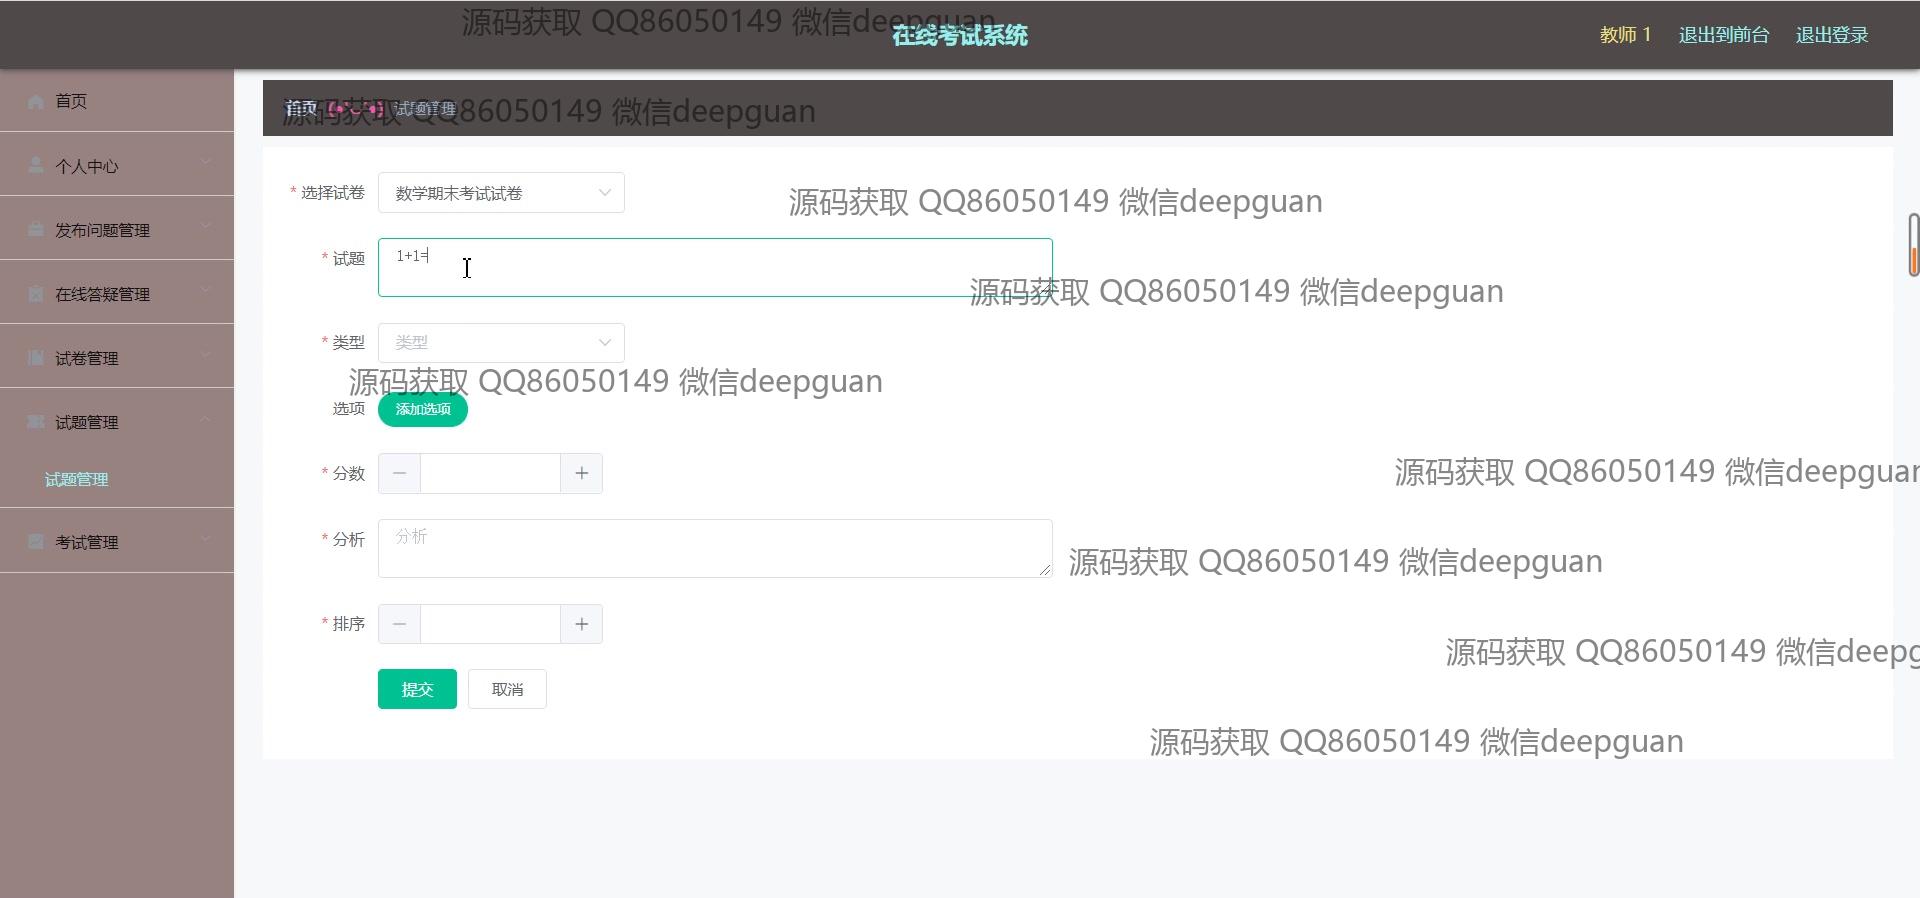 源码获取 QQ86050149 微信deepguan
在线考试系统
教师 1 退出到前台 退出登录
首页
个人中心
发布问题管理
在线答疑管理
试卷管理
试题管理
试题管理
考试管理
首页 试题管理
源码获取 QQ86050149 微信deepguan
* 选择试卷 数学期末考试试卷
源码获取 QQ86050149 微信deepguan
* 试题 1+1=
源码获取 QQ86050149 微信deepguan
* 类型 类型
源码获取 QQ86050149 微信deepguan
选项 添加选项
* 分数
源码获取 QQ86050149 微信deepguan
* 分析 分析
源码获取 QQ86050149 微信deepguan
* 排序
源码获取 QQ86050149 微信deepg
提交 取消
源码获取 QQ86050149 微信deepguan